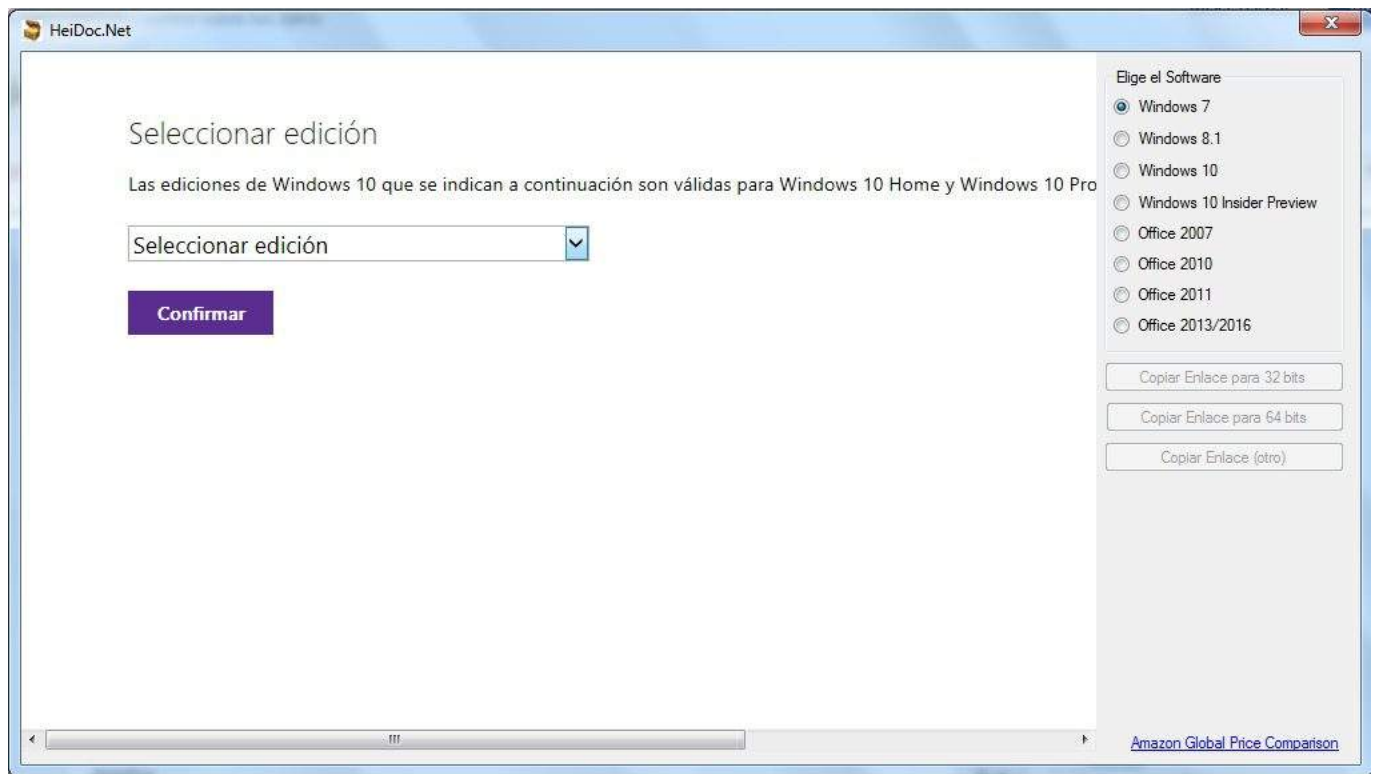 HeiDoc.Net
Seleccionar edición
Las ediciones de Windows 10 que se indican a continuación son válidas para Windows 10 Home y Windows 10 Pro
Seleccionar edición
Confirmar
Elige el Software
Windows 7
Windows 8.1
Windows 10
Windows 10 Insider Preview
Office 2007
Office 2010
Office 2011
Office 2013/2016
Copiar Enlace para 32 bits
Copiar Enlace para 64 bits
Copiar Enlace (otro)
Amazon Global Price Comparison